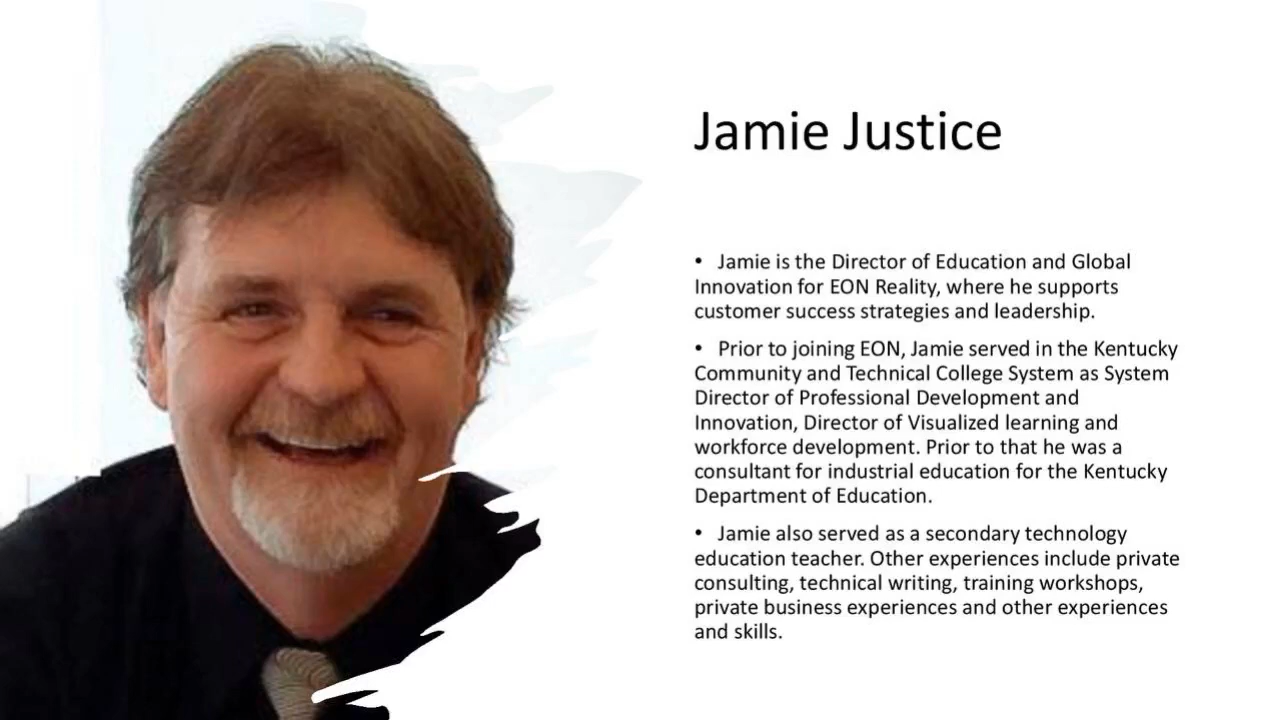 Jamie Justice
• Jamie is the Director of Education and Global
Innovation for EON Reality, where he supports
customer success strategies and leadership.
• Prior to joining EON, Jamie served in the Kentucky
Community and Technical College System as System
Director of Professional Development and
Innovation, Director of Visualized learning and
workforce development. Prior to that he was a
consultant for industrial education for the Kentucky
Department of Education.
• Jamie also served as a secondary technology
education teacher. Other experiences include private
consulting, technical writing, training workshops,
private business experiences and other experiences
and skills.